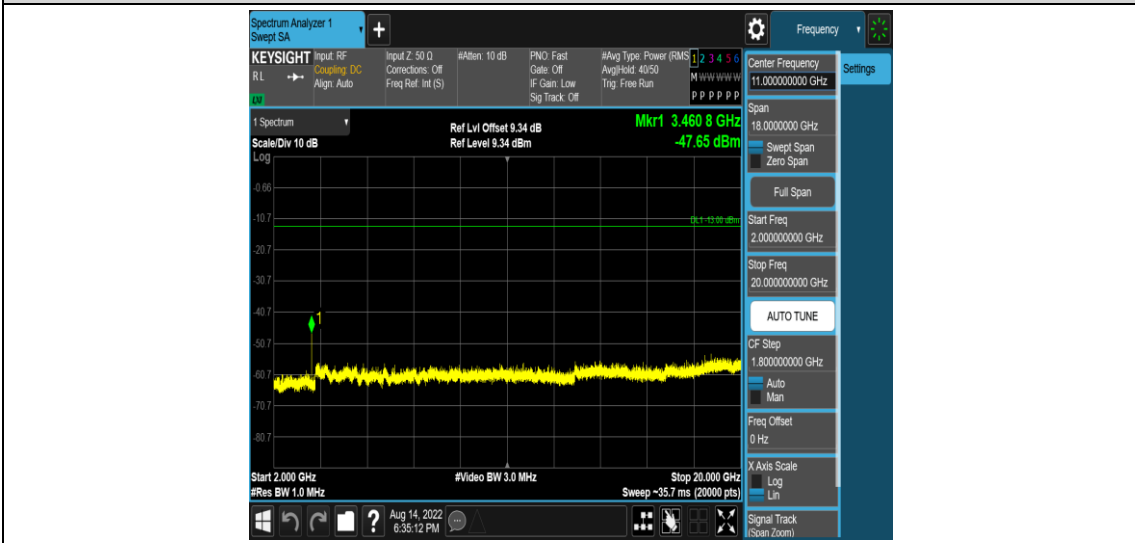 Spectrum Analyzer 1
Swept SA
+
Frequency
KEYSIGHT
RL
Input: RF
Coupling: DC
Align: Auto
Input Z: 50 Ω
Corrections: Off
Freq Ref: Int (S)
#Atten: 10 dB
PNO: Fast
Gate: Off
IF Gain: Low
Sig Track: Off
#Avg Type: Power (RMS
Avg|Hold: 40/50
Trig: Free Run
1 2 3 4 5 6
M W W W W W
P P P P P P
1 Spectrum
Scale/Div 10 dB
Log
Ref Lvl Offset 9.34 dB
Ref Level 9.34 dBm
Mkr1 3.460 8 GHz
-47.65 dBm
-0.66
-10.7
DL1 -13.00 dBm
-20.7
-30.7
-40.7
1
-50.7
-60.7
-70.7
-80.7
Start 2.000 GHz
#Res BW 1.0 MHz
#Video BW 3.0 MHz
Stop 20.000 GHz
Sweep ~35.7 ms (20000 pts)
Aug 14, 2022
6:35:12 PM
Center Frequency
11.000000000 GHz
Settings
Span
18.0000000 GHz
Swept Span
Zero Span
Full Span
Start Freq
2.000000000 GHz
Stop Freq
20.000000000 GHz
AUTO TUNE
CF Step
1.800000000 GHz
Auto
Man
Freq Offset
0 Hz
X Axis Scale
Log
Lin
Signal Track
(Span Zoom)